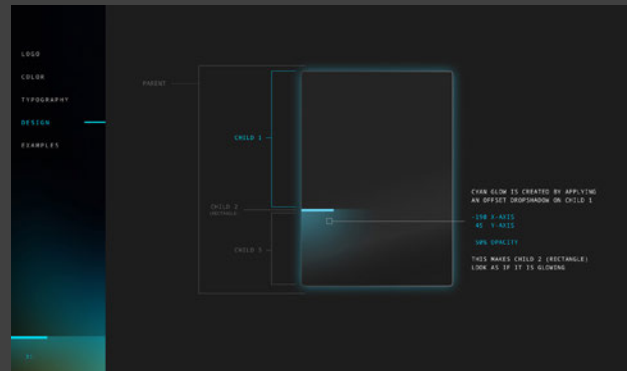 LOGO
COLOR
TYPOGRAPHY
DESIGN
EXAMPLES
PARENT
CHILD 1
CHILD 2
(RECTANGLE)
CHILD 3
CYAN GLOW IS CREATED BY APPLYING
AN OFFSET DROPSHADOW ON CHILD 1
-190 X-AXIS
45 Y-AXIS
50% OPACITY
THIS MAKES CHILD 2 (RECTANGLE)
LOOK AS IF IT IS GLOWING